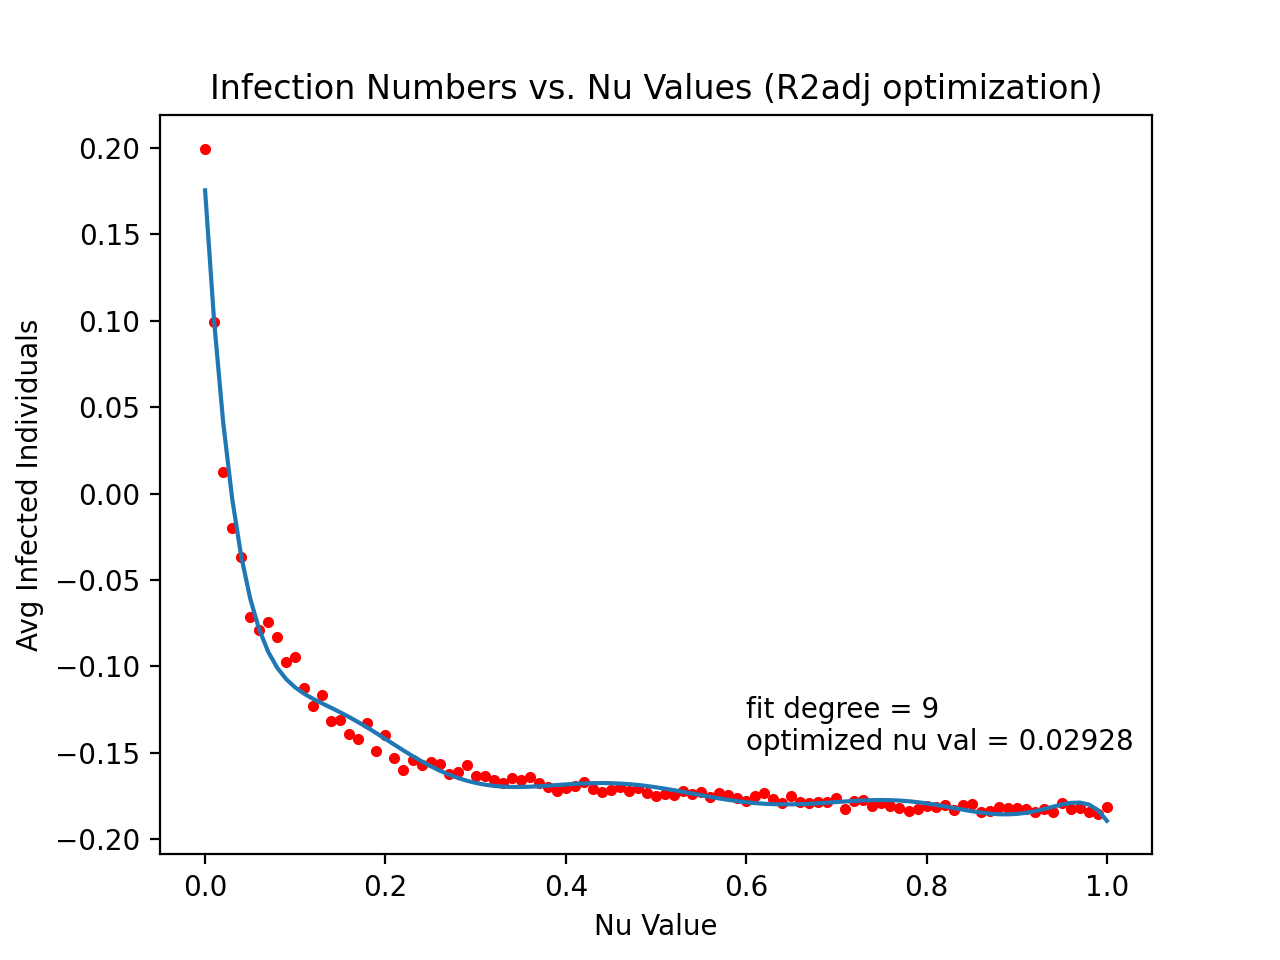 Infection Numbers vs. Nu Values (R2adj optimization)
0.20
0.15
0.10
0.05
0.00
−0.05
−0.10
−0.15
−0.20
Avg Infected Individuals
fit degree = 9
optimized nu val = 0.02928
0.0 0.2 0.4 0.6 0.8 1.0
Nu Value